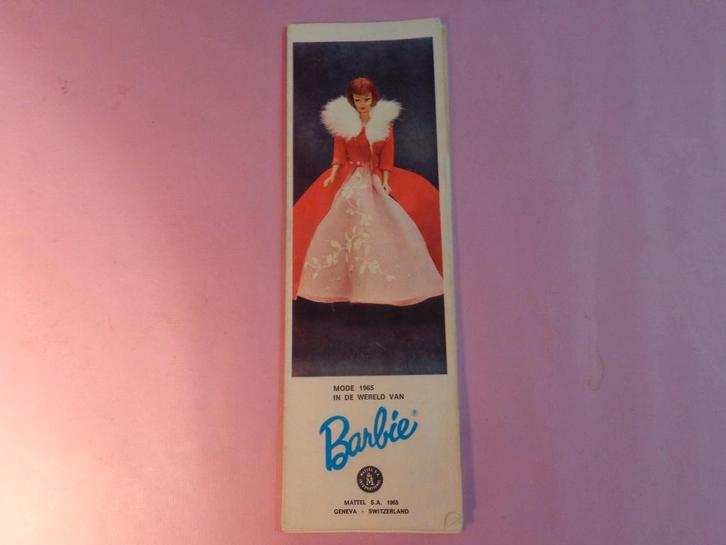 MODE 1965
IN DE WERELD VAN
Barbie®
MATTEL S.A. 1965
GENEVA - SWITZERLAND